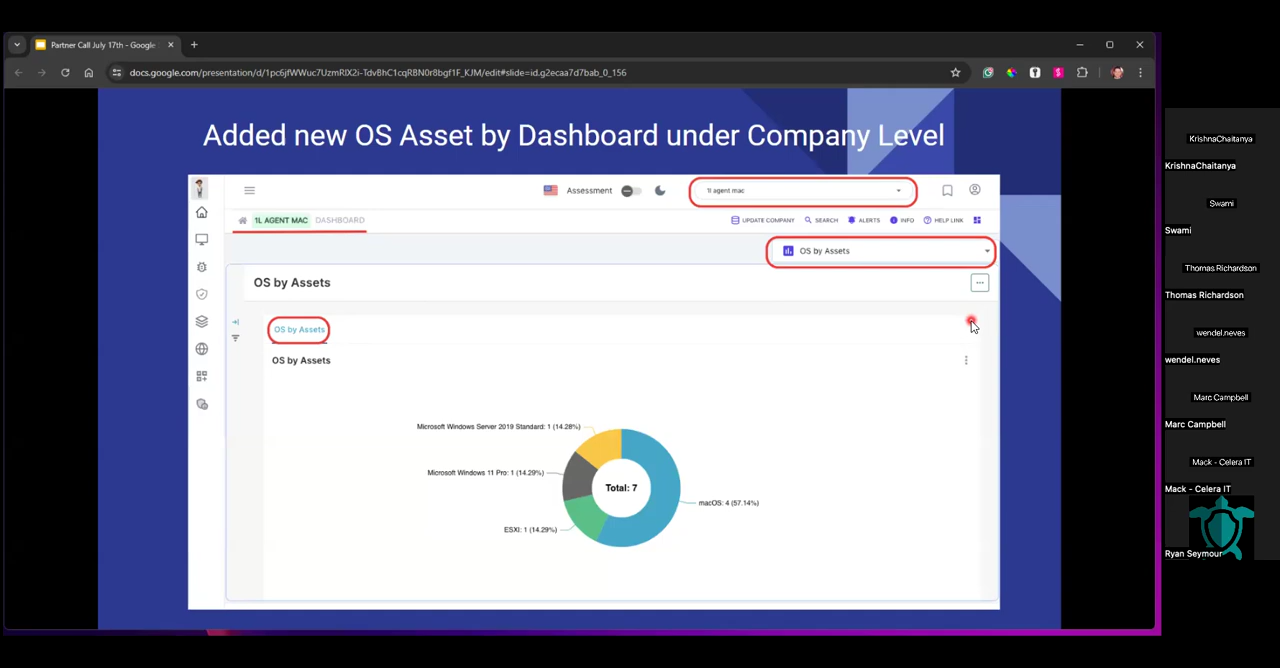 Partner Call July 17th - Google
docs.google.com/presentation/d/1pc6jfWWuc7UzmRlX2i-TdvBhC1cqRBN0r8bgf1F_KJM/edit#slide=id.g2ecaa7d7bab_0_156
Added new OS Asset by Dashboard under Company Level
Assessment
1l agent mac
1L AGENT MAC DASHBOARD
UPDATE COMPANY SEARCH ALERTS INFO HELP LINK
OS by Assets
OS by Assets
OS by Assets
OS by Assets
Microsoft Windows Server 2019 Standard: 1 (14.28%)
Microsoft Windows 11 Pro: 1 (14.29%)
Total: 7
macOS: 4 (57.14%)
ESXI: 1 (14.29%)
KrishnaChaitanya
KrishnaChaitanya
Swami
Swami
Thomas Richardson
Thomas Richardson
wendel.neves
wendel.neves
Marc Campbell
Marc Campbell
Mack - Celera IT
Mack - Celera IT
Ryan Seymour